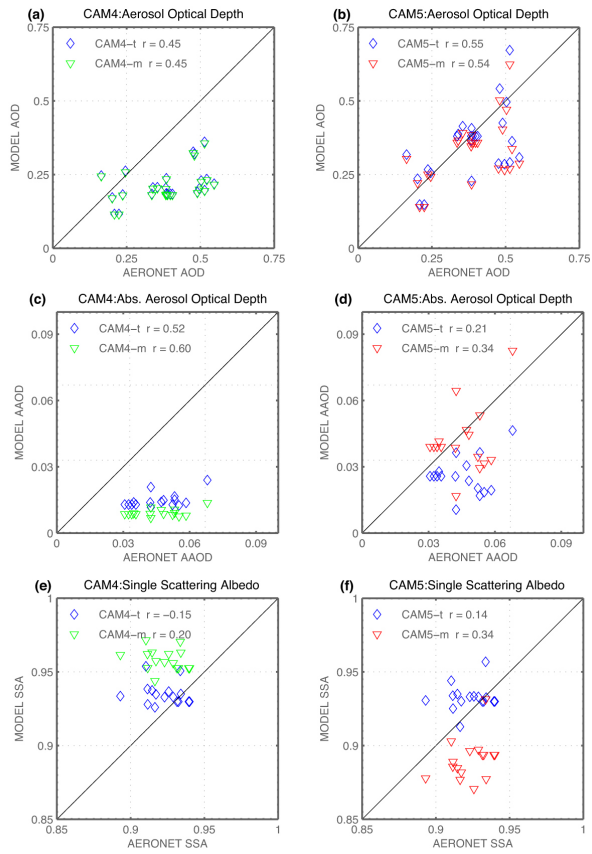 (a) CAM4:Aerosol Optical Depth
CAM4−t r = 0.45
CAM4−m r = 0.45
MODEL AOD
0.75
0.5
0.25
0
0 0.25 0.5 0.75
AERONET AOD
(b) CAM5:Aerosol Optical Depth
CAM5−t r = 0.55
CAM5−m r = 0.54
MODEL AOD
0.75
0.5
0.25
0
0 0.25 0.5 0.75
AERONET AOD
(c) CAM4:Abs. Aerosol Optical Depth
CAM4−t r = 0.52
CAM4−m r = 0.60
MODEL AAOD
0.09
0.06
0.03
0
0 0.03 0.06 0.09
AERONET AAOD
(d) CAM5:Abs. Aerosol Optical Depth
CAM5−t r = 0.21
CAM5−m r = 0.34
MODEL AAOD
0.09
0.06
0.03
0
0 0.03 0.06 0.09
AERONET AAOD
(e) CAM4:Single Scattering Albedo
CAM4−t r = −0.15
CAM4−m r = 0.20
MODEL SSA
1
0.95
0.9
0.85
0.85 0.9 0.95 1
AERONET SSA
(f) CAM5:Single Scattering Albedo
CAM5−t r = 0.14
CAM5−m r = 0.34
MODEL SSA
1
0.95
0.9
0.85
0.85 0.9 0.95 1
AERONET SSA